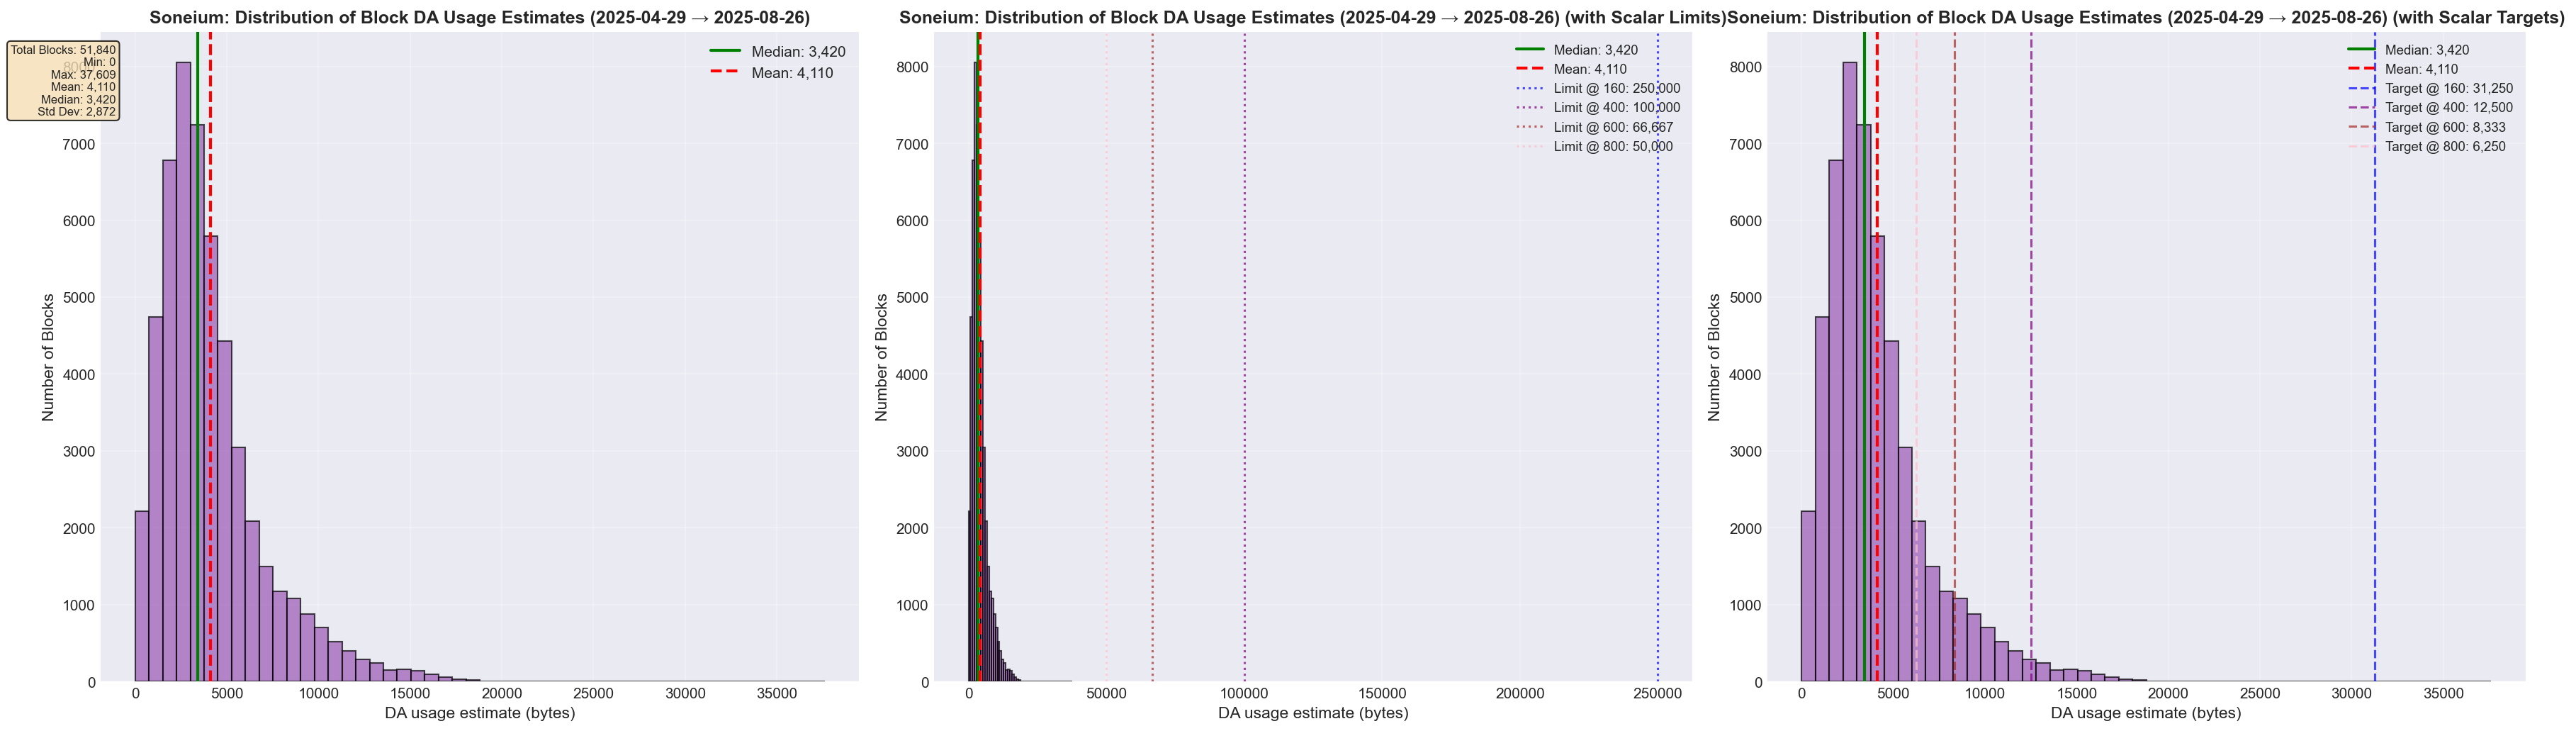 Soneium: Distribution of Block DA Usage Estimates (2025-04-29 → 2025-08-26)
Total Blocks: 51,840
Min: 0
Max: 37,609
Mean: 4,110
Median: 3,420
Std Dev: 2,872
Median: 3,420
Mean: 4,110
Number of Blocks
8000
7000
6000
5000
4000
3000
2000
1000
0
0 5000 10000 15000 20000 25000 30000 35000
DA usage estimate (bytes)
Soneium: Distribution of Block DA Usage Estimates (2025-04-29 → 2025-08-26) (with Scalar Limits)
Median: 3,420
Mean: 4,110
Limit @ 160: 250,000
Limit @ 400: 100,000
Limit @ 600: 66,667
Limit @ 800: 50,000
Number of Blocks
8000
7000
6000
5000
4000
3000
2000
1000
0
0 50000 100000 150000 200000 250000
DA usage estimate (bytes)
Soneium: Distribution of Block DA Usage Estimates (2025-04-29 → 2025-08-26) (with Scalar Targets)
Median: 3,420
Mean: 4,110
Target @ 160: 31,250
Target @ 400: 12,500
Target @ 600: 8,333
Target @ 800: 6,250
Number of Blocks
8000
7000
6000
5000
4000
3000
2000
1000
0
0 5000 10000 15000 20000 25000 30000 35000
DA usage estimate (bytes)